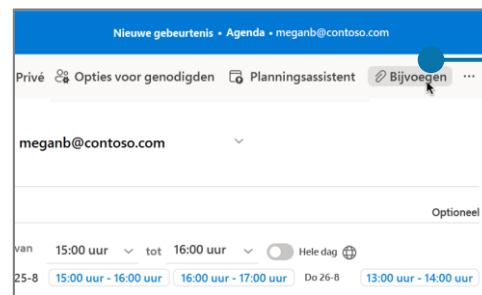 Nieuwe gebeurtenis • Agenda • meganb@contoso.com
Privé Opties voor genodigden Planningsassistent Bijvoegen ...
meganb@contoso.com
Optioneel
van 15:00 uur tot 16:00 uur Hele dag
25-8 15:00 uur - 16:00 uur 16:00 uur - 17:00 uur Do 26-8 13:00 uur - 14:00 uur